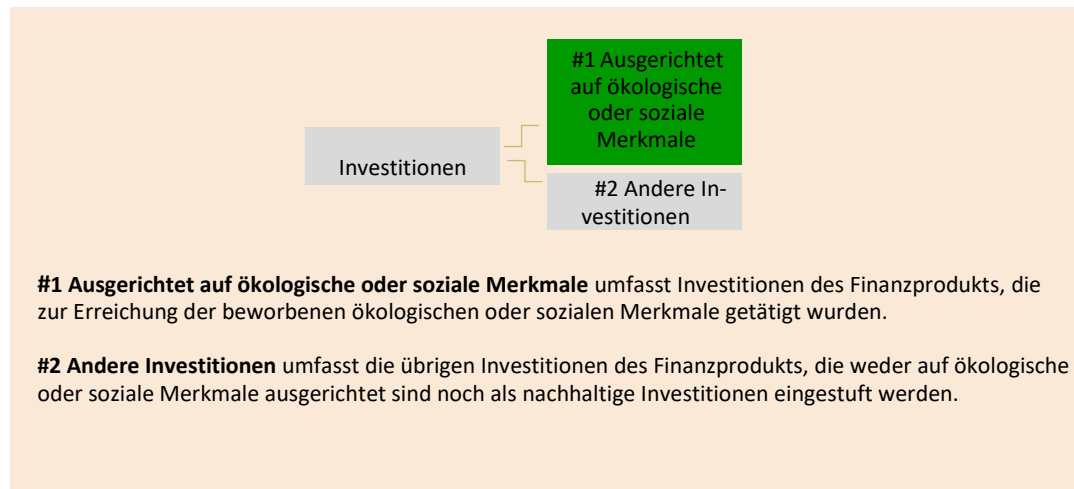 #1 Ausgerichtet
auf ökologische
oder soziale
Merkmale
Investitionen
#2 Andere In-
vestitionen
#1 Ausgerichtet auf ökologische oder soziale Merkmale umfasst Investitionen des Finanzprodukts, die
zur Erreichung der beworbenen ökologischen oder sozialen Merkmale getätigt wurden.
#2 Andere Investitionen umfasst die übrigen Investitionen des Finanzprodukts, die weder auf ökologische
oder soziale Merkmale ausgerichtet sind noch als nachhaltige Investitionen eingestuft werden.